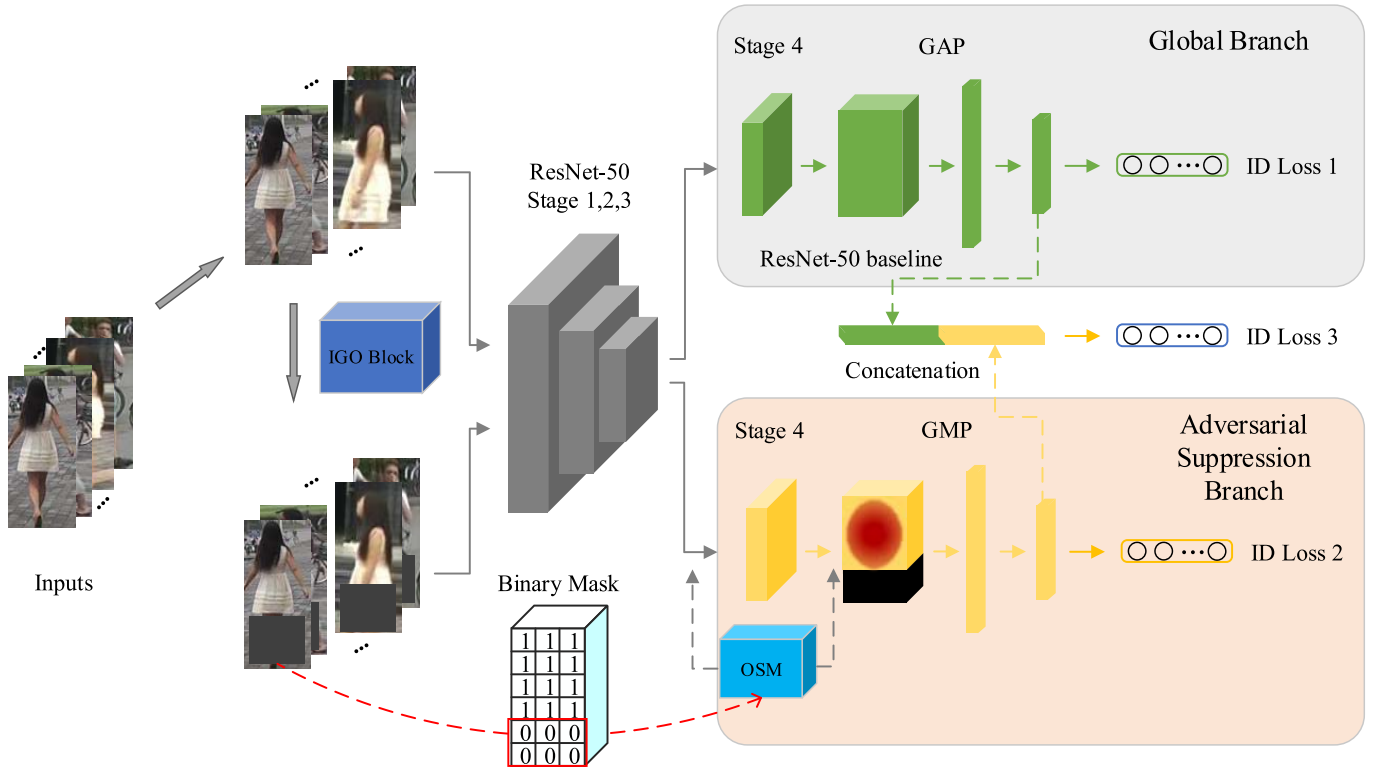 Stage 4
GAP
Global Branch
ResNet-50
Stage 1,2,3
ID Loss 1
ResNet-50 baseline
IGO Block
ID Loss 3
Concatenation
Stage 4
GMP
Adversarial
Suppression
Branch
ID Loss 2
Inputs
Binary Mask
1 1 1
1 1 1
1 1 1
1 1 1
0 0 0
0 0 0
OSM